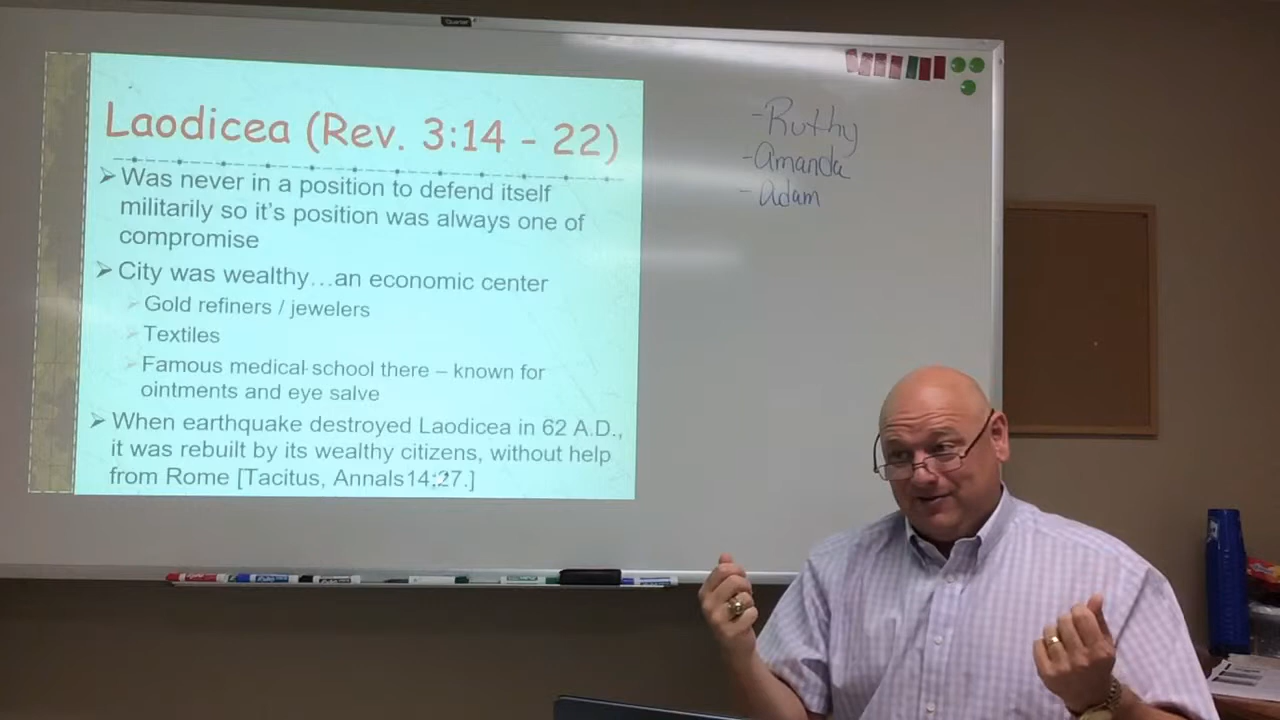 Quartet
Laodicea (Rev. 3:14 - 22)
Was never in a position to defend itself
militarily so it's position was always one of
compromise
City was wealthy…an economic center
Gold refiners / jewelers
Textiles
Famous medical school there – known for
ointments and eye salve
When earthquake destroyed Laodicea in 62 A.D.,
it was rebuilt by its wealthy citizens, without help
from Rome [Tacitus, Annals14:27.]
-Ruthy
-Amanda
-Adam